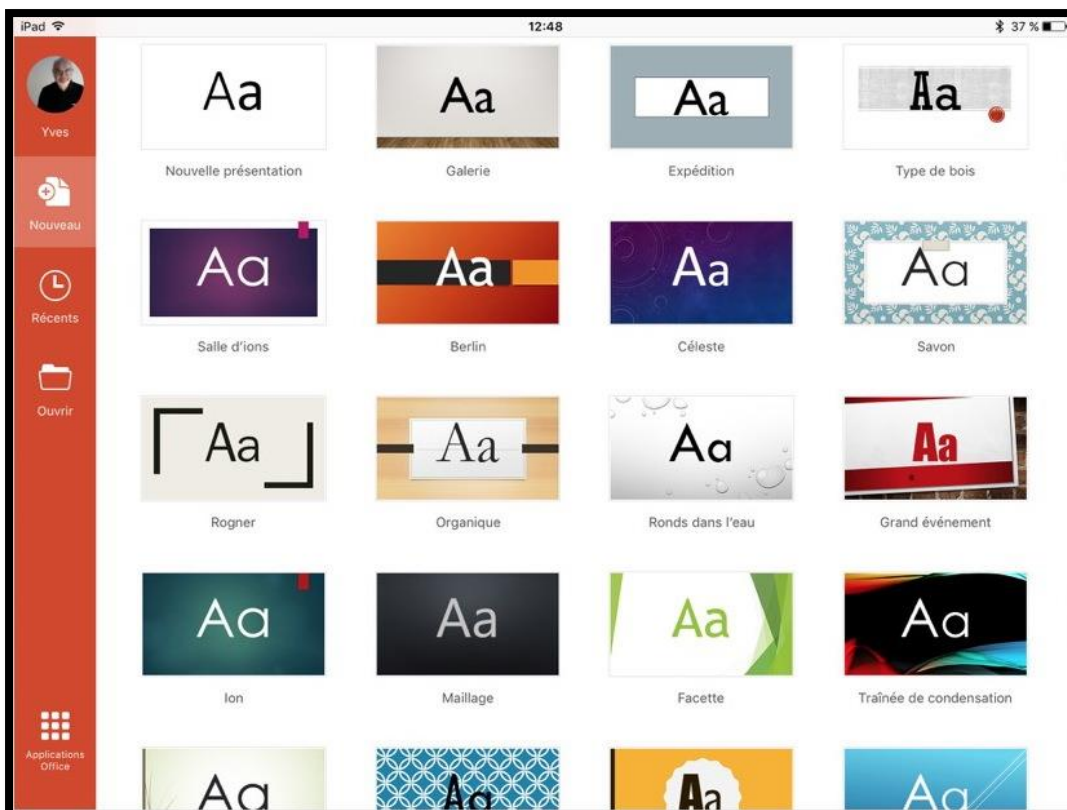 iPad
12:48
37 %
Yves
Nouveau
Récents
Ouvrir
Applications
Office
Aa
Aa
Aa
Aa
Nouvelle présentation
Galerie
Expédition
Type de bois
Aa
Aa
Aa
Aa
Salle d'ions
Berlin
Céleste
Savon
Aa
Aa
Aa
Aa
Rogner
Organique
Ronds dans l'eau
Grand événement
Aa
Aa
Aa
Aa
Ion
Maillage
Facette
Traînée de condensation
Aa
Aa
Aa
Aa